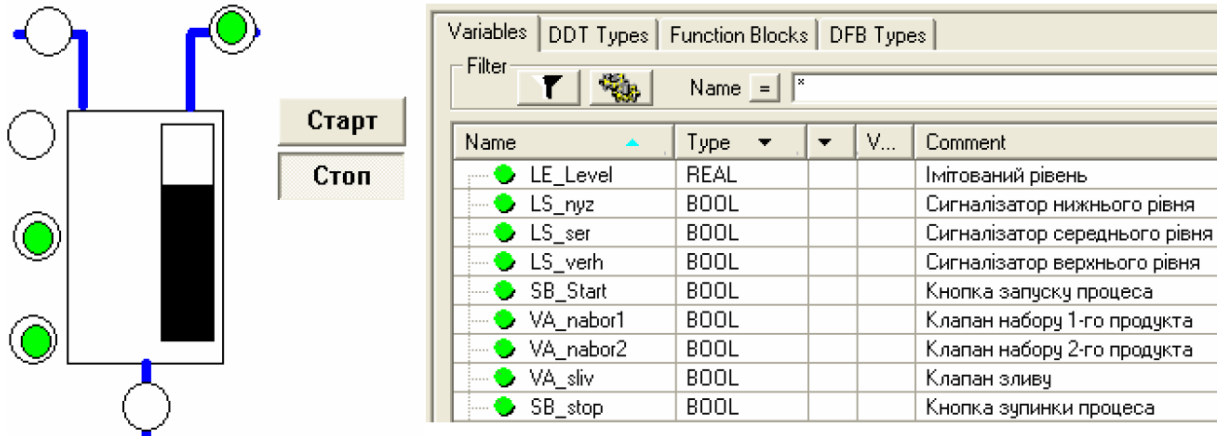 Старт
Стоп
Variables DDT Types Function Blocks DFB Types
Filter
Name = *
Name Type V... Comment
LE_Level REAL Імітований рівень
LS_nyz BOOL Сигналізатор нижнього рівня
LS_ser BOOL Сигналізатор середнього рівня
LS_verh BOOL Сигналізатор верхнього рівня
SB_Start BOOL Кнопка запуску процеса
VA_nabor1 BOOL Клапан набору 1-го продукта
VA_nabor2 BOOL Клапан набору 2-го продукта
VA_sliv BOOL Клапан зливу
SB_stop BOOL Кнопка зупинки процеса